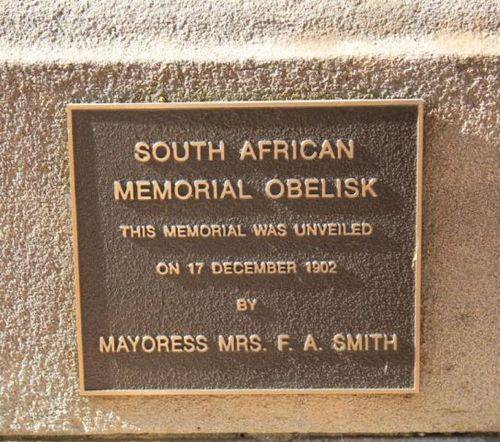 SOUTH AFRICAN
MEMORIAL OBELISK
THIS MEMORIAL WAS UNVEILED
ON 17 DECEMBER 1902
BY
MAYORESS MRS. F. A. SMITH